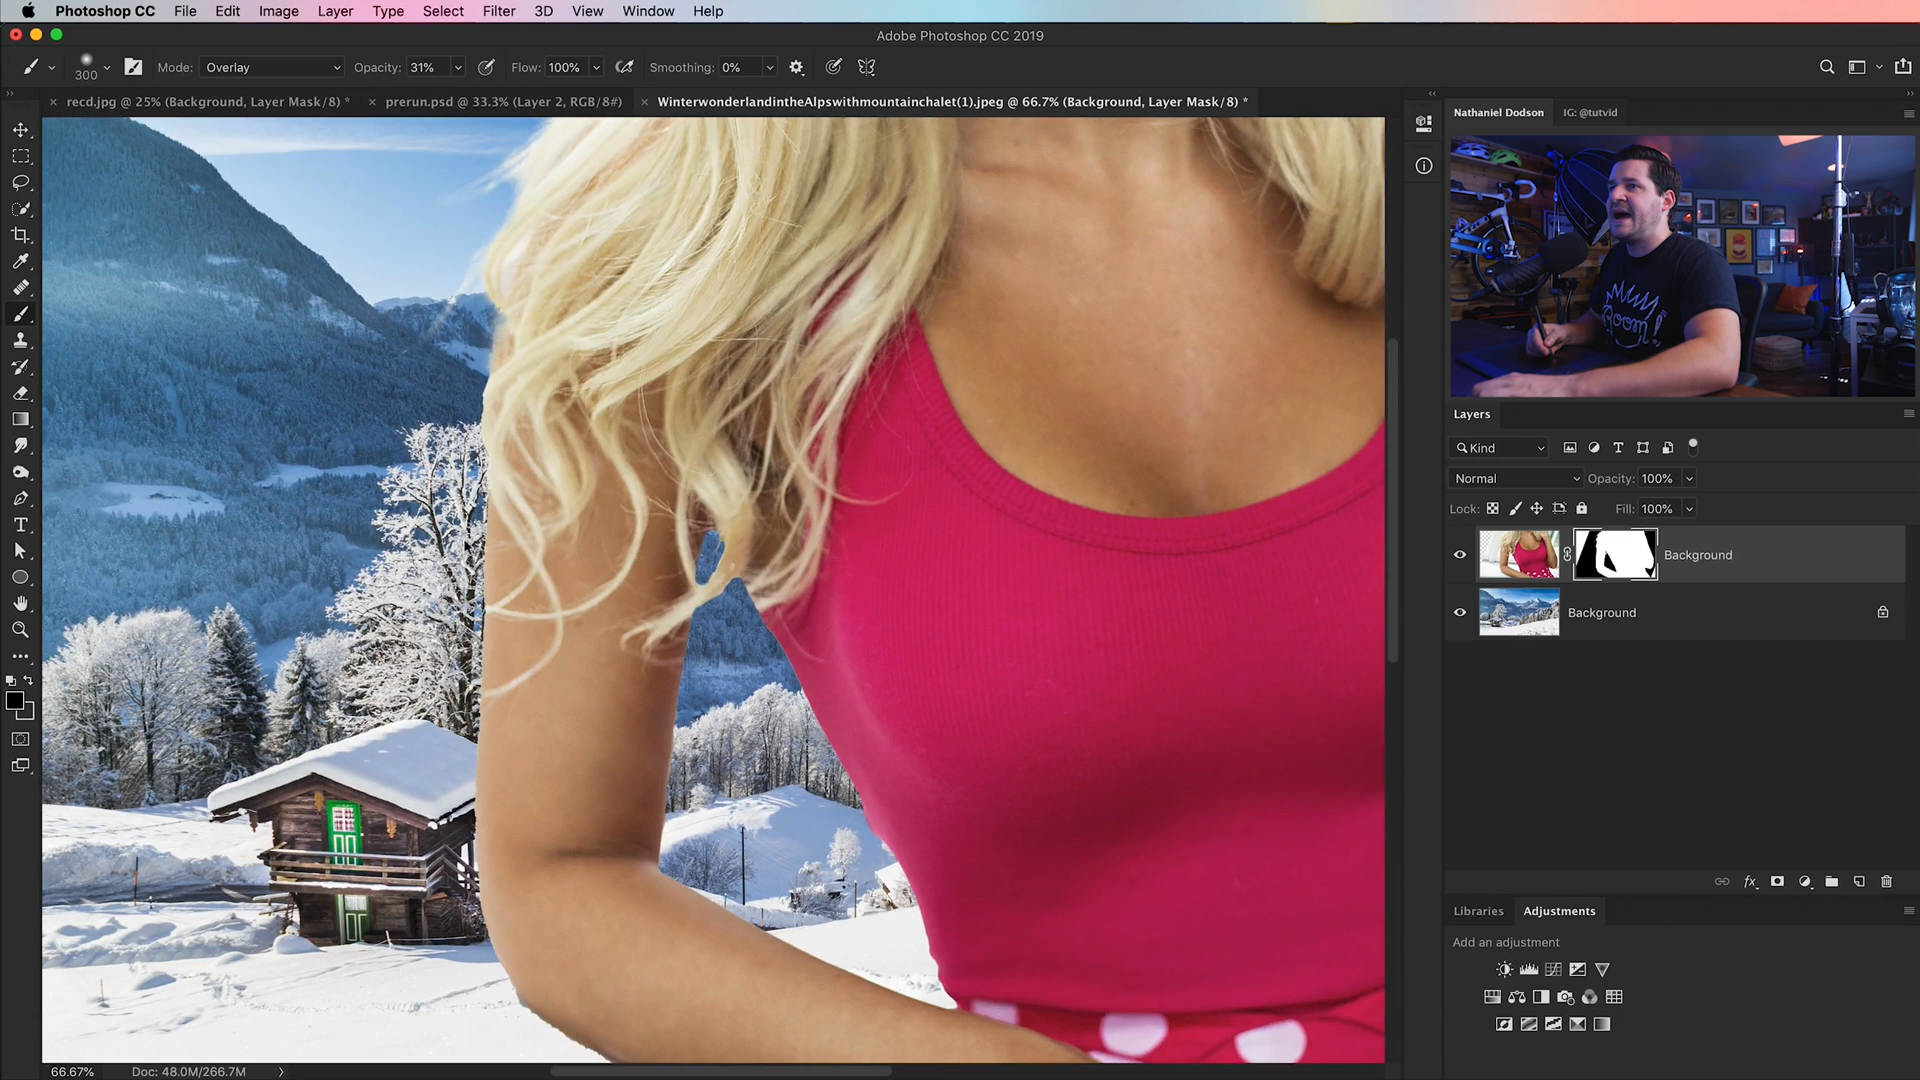 Photoshop CC File Edit Image Layer Type Select Filter 3D View Window Help
Adobe Photoshop CC 2019
300 Mode: Overlay Opacity: 31% Flow: 100% Smoothing: 0%
× recd.jpg @ 25% (Background, Layer Mask/8) * × prerun.psd @ 33.3% (Layer 2, RGB/8#) × WinterwonderlandintheAlpswithmountainchalet(1).jpeg @ 66.7% (Background, Layer Mask/8) *
Nathaniel Dodson IG: @tutvid
Boom!
Layers
Kind
Normal Opacity: 100%
Lock: Fill: 100%
Background
Background
Libraries Adjustments
Add an adjustment
66.67% Doc: 48.0M/266.7M